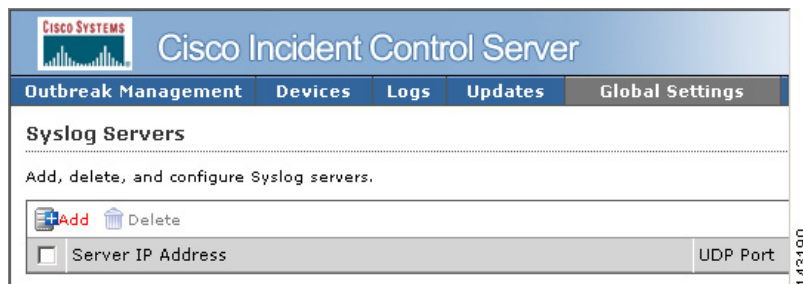 CISCO SYSTEMS
Cisco Incident Control Server
Outbreak Management Devices Logs Updates Global Settings
Syslog Servers
Add, delete, and configure Syslog servers.
Add Delete
Server IP Address UDP Port
143190